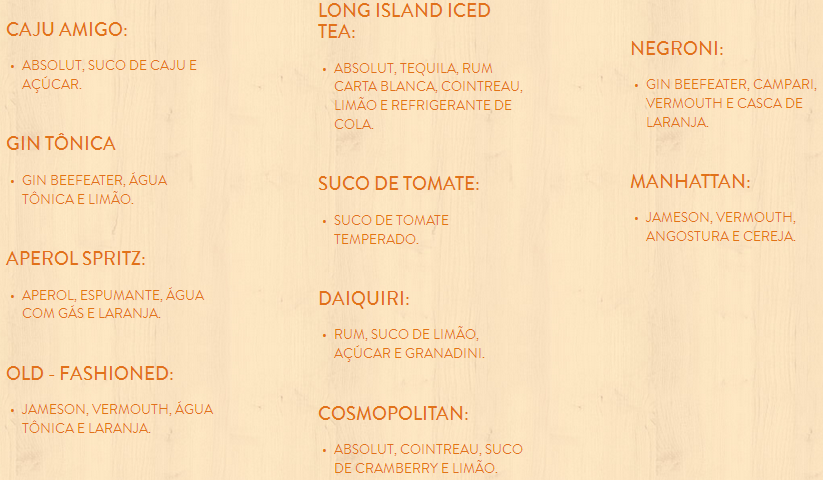 CAJU AMIGO:
• ABSOLUT, SUCO DE CAJU E
AÇÚCAR.
GIN TÔNICA
• GIN BEEFEATER, ÁGUA
TÔNICA E LIMÃO.
APEROL SPRITZ:
• APEROL, ESPUMANTE, ÁGUA
COM GÁS E LARANJA.
OLD - FASHIONED:
• JAMESON, VERMOUTH, ÁGUA
TÔNICA E LARANJA.
LONG ISLAND ICED
TEA:
• ABSOLUT, TEQUILA, RUM
CARTA BLANCA, COINTREAU,
LIMÃO E REFRIGERANTE DE
COLA.
SUCO DE TOMATE:
• SUCO DE TOMATE
TEMPERADO.
DAIQUIRI:
• RUM, SUCO DE LIMÃO,
AÇÚCAR E GRANADINI.
COSMOPOLITAN:
• ABSOLUT, COINTREAU, SUCO
DE CRAMBERRY E LIMÃO.
NEGRONI:
• GIN BEEFEATER, CAMPARI,
VERMOUTH E CASCA DE
LARANJA.
MANHATTAN:
• JAMESON, VERMOUTH,
ANGOSTURA E CEREJA.